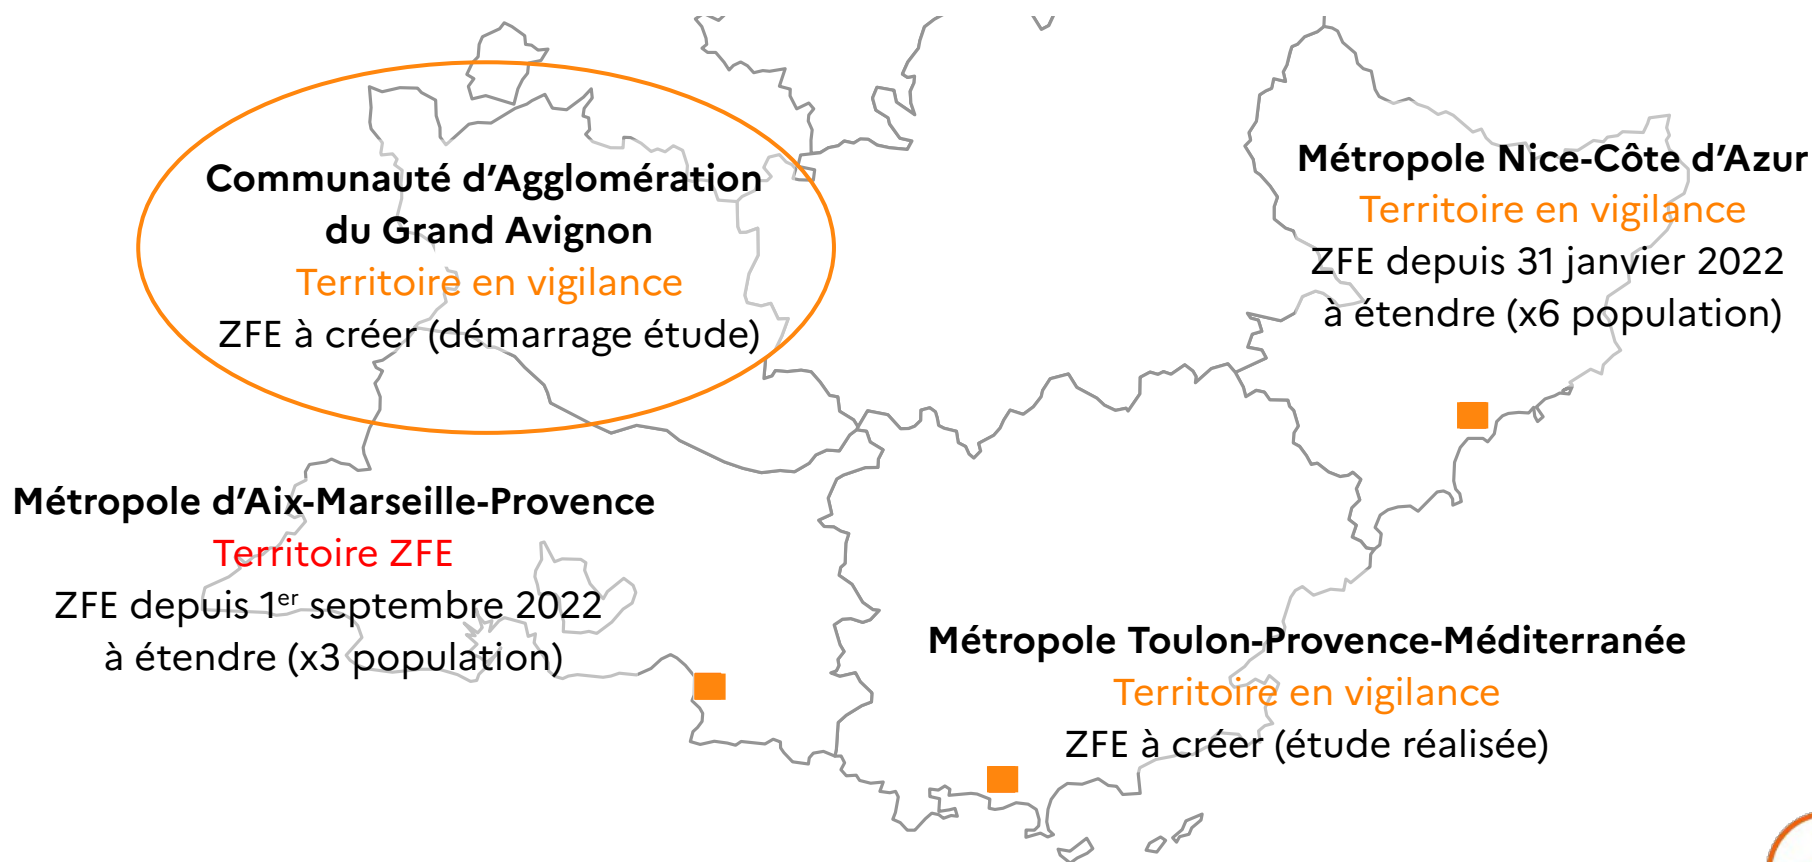 Communauté d’Agglomération
du Grand Avignon
Territoire en vigilance
ZFE à créer (démarrage étude)
Métropole Nice-Côte d’Azur
Territoire en vigilance
ZFE depuis 31 janvier 2022
à étendre (x6 population)
Métropole d’Aix-Marseille-Provence
Territoire ZFE
ZFE depuis 1er septembre 2022
à étendre (x3 population)
Métropole Toulon-Provence-Méditerranée
Territoire en vigilance
ZFE à créer (étude réalisée)